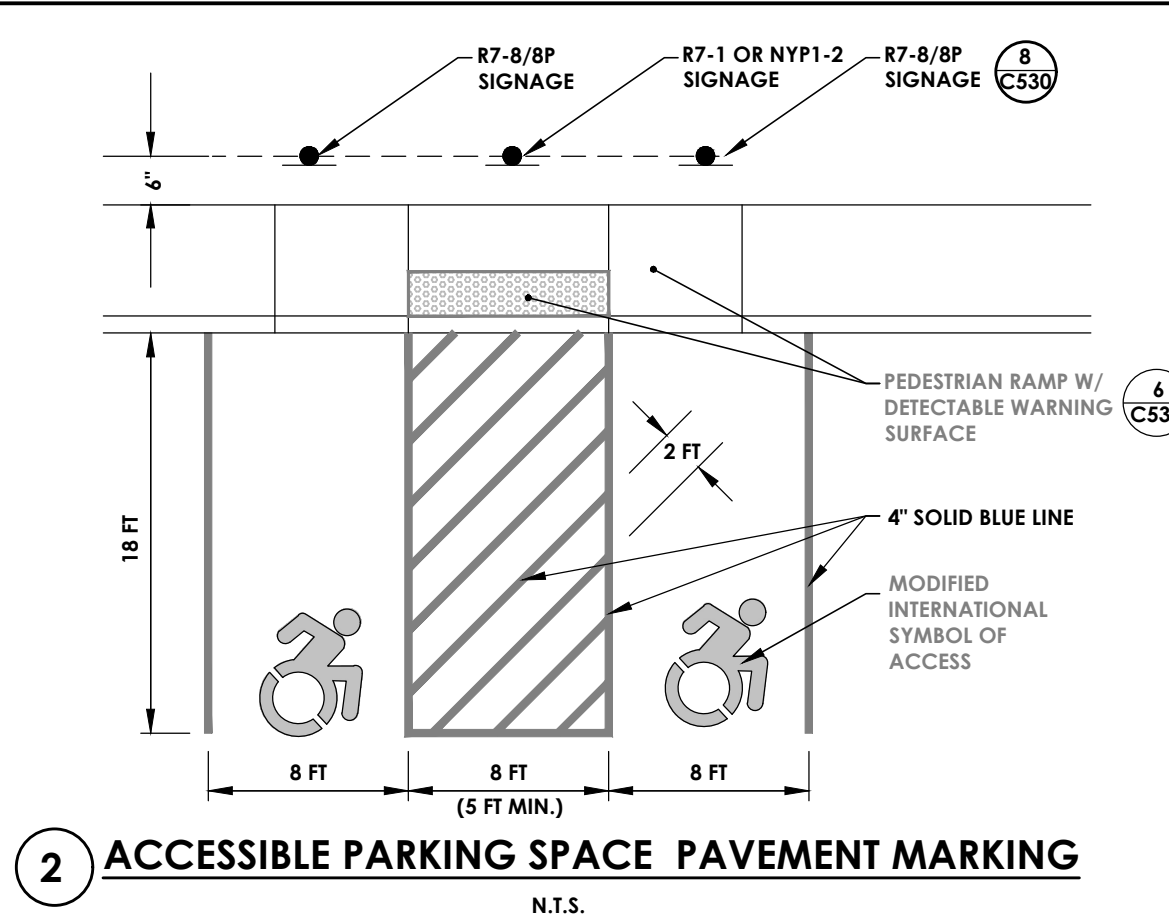 R7-8/8P
SIGNAGE
R7-1 OR NYP1-2
SIGNAGE
R7-8/8P
SIGNAGE
8
C530
6"
PEDESTRIAN RAMP W/
DETECTABLE WARNING
SURFACE
6
C53
2 FT
18 FT
4" SOLID BLUE LINE
MODIFIED
INTERNATIONAL
SYMBOL OF
ACCESS
8 FT
8 FT
(5 FT MIN.)
8 FT
2
ACCESSIBLE PARKING SPACE PAVEMENT MARKING
N.T.S.